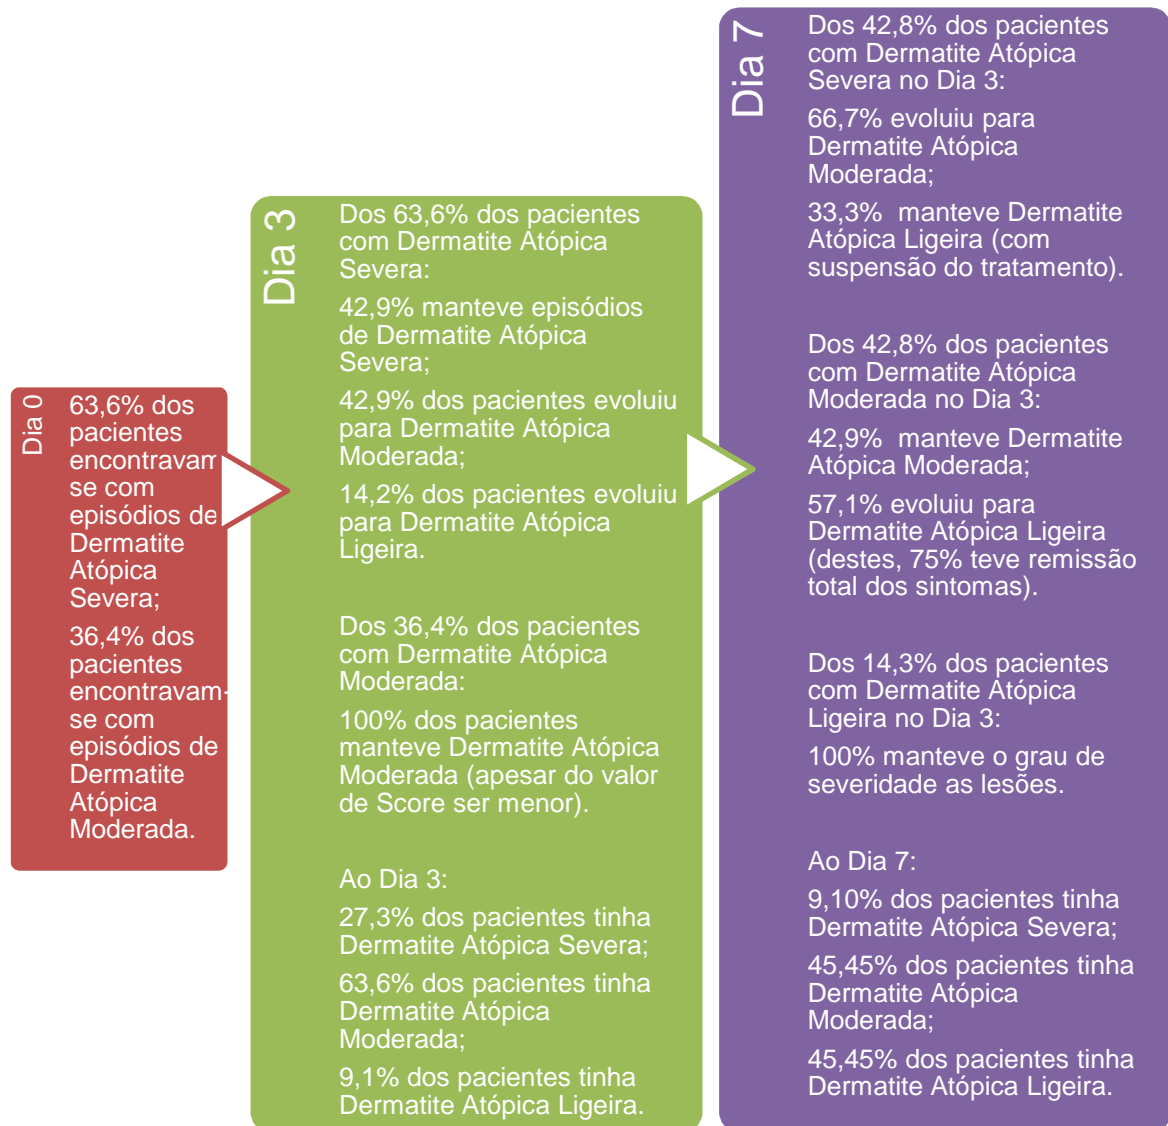 Dia 0
63,6% dos
pacientes
encontravam-
se com
episódios de
Dermatite
Atópica
Severa;
36,4% dos
pacientes
encontravam-
se com
episódios de
Dermatite
Atópica
Moderada.
Dia 3
Dos 63,6% dos pacientes
com Dermatite Atópica
Severa:
42,9% manteve episódios
de Dermatite Atópica
Severa;
42,9% dos pacientes evoluiu
para Dermatite Atópica
Moderada;
14,2% dos pacientes evoluiu
para Dermatite Atópica
Ligeira.
Dos 36,4% dos pacientes
com Dermatite Atópica
Moderada:
100% dos pacientes
manteve Dermatite Atópica
Moderada (apesar do valor
de Score ser menor).
Ao Dia 3:
27,3% dos pacientes tinha
Dermatite Atópica Severa;
63,6% dos pacientes tinha
Dermatite Atópica
Moderada;
9,1% dos pacientes tinha
Dermatite Atópica Ligeira.
Dia 7
Dos 42,8% dos pacientes
com Dermatite Atópica
Severa no Dia 3:
66,7% evoluiu para
Dermatite Atópica
Moderada;
33,3% manteve Dermatite
Atópica Ligeira (com
suspensão do tratamento).
Dos 42,8% dos pacientes
com Dermatite Atópica
Moderada no Dia 3:
42,9% manteve Dermatite
Atópica Moderada;
57,1% evoluiu para
Dermatite Atópica Ligeira
(destes, 75% teve remissão
total dos sintomas).
Dos 14,3% dos pacientes
com Dermatite Atópica
Ligeira no Dia 3:
100% manteve o grau de
severidade as lesões.
Ao Dia 7:
9,10% dos pacientes tinha
Dermatite Atópica Severa;
45,45% dos pacientes tinha
Dermatite Atópica
Moderada;
45,45% dos pacientes tinha
Dermatite Atópica Ligeira.